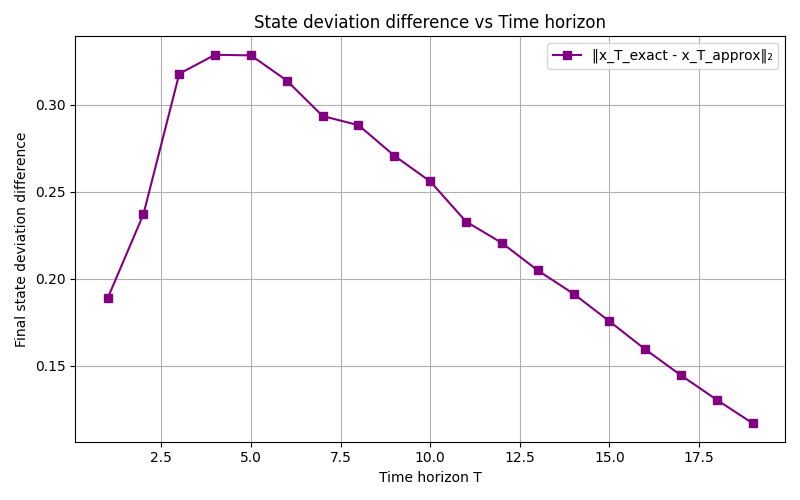 State deviation difference vs Time horizon
‖x_T_exact - x_T_approx‖₂
Final state deviation difference
0.30
0.25
0.20
0.15
2.5
5.0
7.5
10.0
12.5
15.0
17.5
Time horizon T